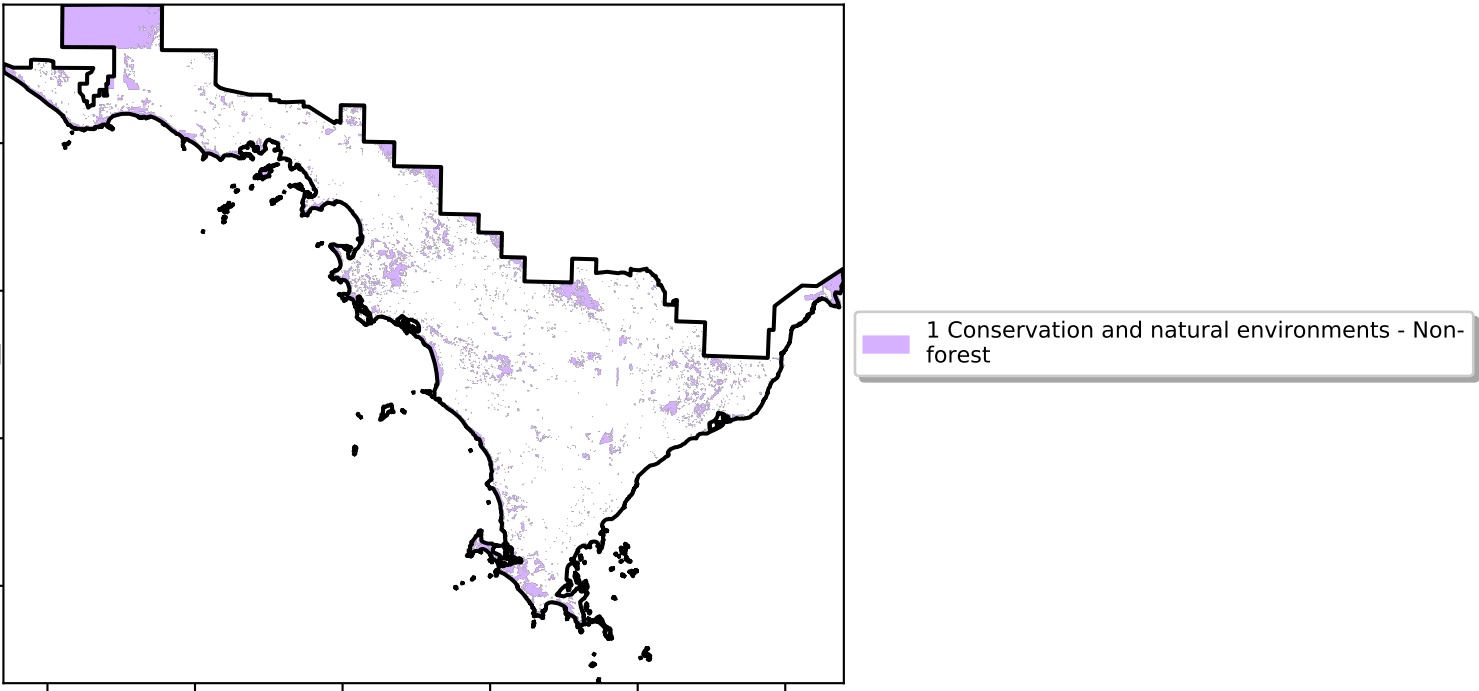 1 Conservation and natural environments - Non-
forest